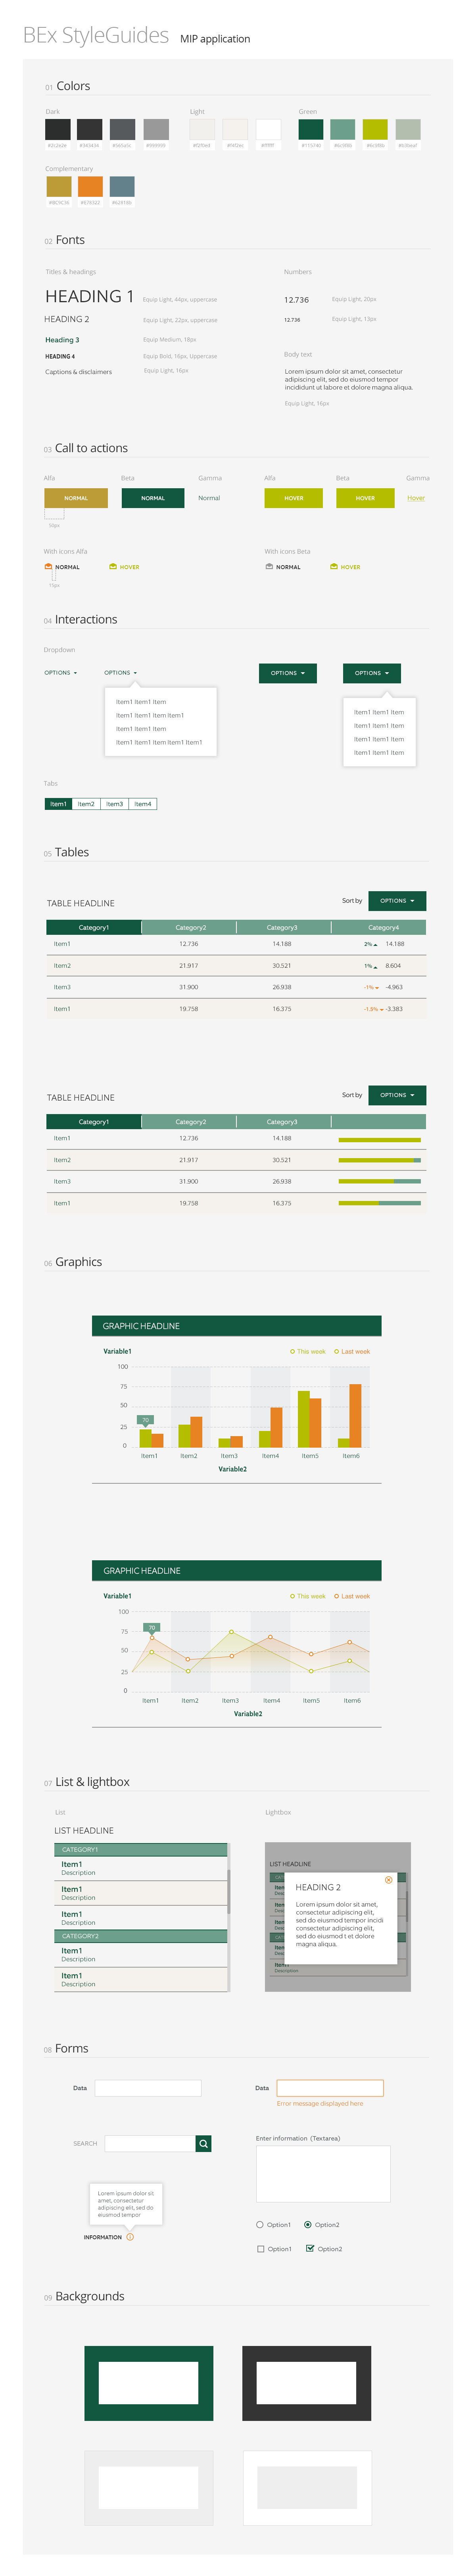 BEx StyleGuides MIP application
01 Colors
Dark
Light
Green
#2c2e2e #343434 #565a5c #999999
#f2f0ed #f4f2ec #ffffff
#115740 #6c9f8b
Complementary
02 Fonts
Titles & headings
Numbers
HEADING 1 Equip Light, 44px, uppercase
12.736 Equip Light, 20px
HEADING 2 Equip Light, 22px, uppercase
12.736 Equip Light, 13px
Heading 3 Equip Medium, 18px
HEADING 4 Equip Bold, 16px, Uppercase
Captions & disclaimers Equip Light, 16px
Body text
Lorem ipsum dolor sit amet, consectetur
adipiscing elit, sed do eiusmod tempor
incididunt ut labore et dolore magna aliqua.
Equip Light, 16px
03 Call to actions
Alfa Beta Gamma Alfa Beta Gamma
NORMAL NORMAL Normal HOVER HOVER Hover
With icons Alfa
With icons Beta
NORMAL HOVER NORMAL HOVER
04 Interactions
Dropdown
OPTIONS OPTIONS OPTIONS OPTIONS
Item1 Item1 Item
Item1 Item1 Item Item1
Item1 Item1 Item
Item1 Item1 Item Item1 Item1
Item1 Item1 Item
Item1 Item1 Item
Item1 Item1 Item
Item1 Item1 Item
Tabs
Item1 Item2 Item3 Item4
05 Tables
TABLE HEADLINE Sort by OPTIONS
Category1 Category2 Category3 Category4
Item1 12.736 14.188 2% 14.188
Item2 21.917 30.521 1% 8.604
Item3 31.900 26.938 -1% -4.963
Item1 19.758 16.375 -1.8% -3.383
TABLE HEADLINE Sort by OPTIONS
Category1 Category2 Category3
Item1 12.736 14.188
Item2 21.917 30.521
Item3 31.900 26.938
Item1 19.758 16.375
06 Graphics
GRAPHIC HEADLINE
Variable1 This week Last week
100
75
50
25
0
70
Item1 Item2 Item3 Item4 Item5 Item6
Variable2
GRAPHIC HEADLINE
Variable1 This week Last week
100
75
50
25
0
70
Item1 Item2 Item3 Item4 Item5 Item6
Variable2
07 List & lightbox
List
LIST HEADLINE
CATEGORY1
Item1
Description
Item1
Description
Item1
Description
CATEGORY2
Item1
Description
Item1
Description
Lightbox
LIST HEADLINE
HEADING 2
Lorem ipsum dolor sit amet,
consectetur adipiscing elit,
sed do eiusmod tempor incidi
consectetur adipiscing elit,
sed do eiusmod t et dolore
magna aliqua.
Description
08 Forms
Data
Data
Error message displayed here
SEARCH
Enter information (Textarea)
Lorem ipsum dolor sit
amet, consectetur
adipiscing elit, sed do
eiusmod tempor
INFORMATION
Option1 Option2
Option1 Option2
09 Backgrounds